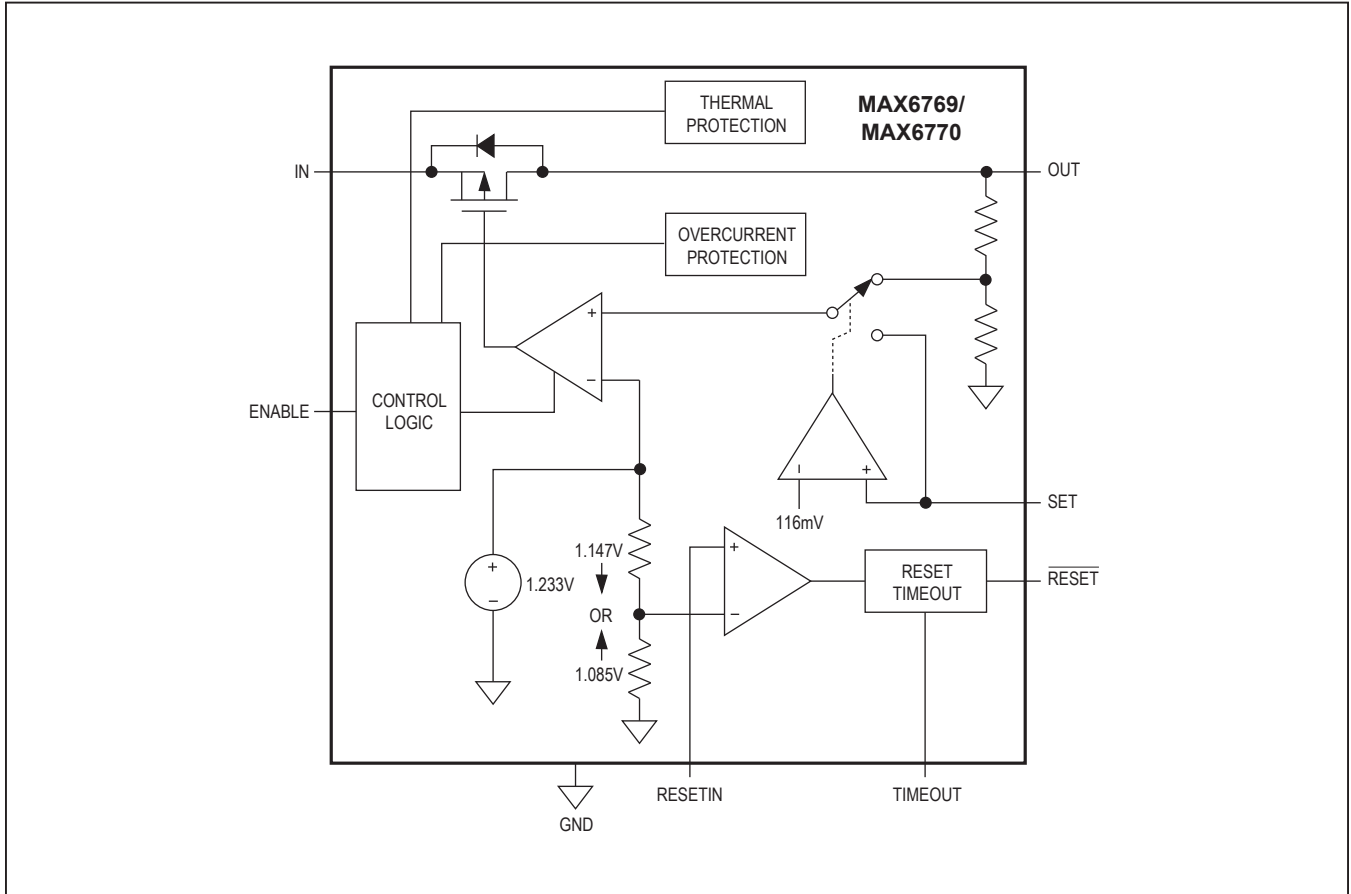 THERMAL
PROTECTION
MAX6769/
MAX6770
IN
OUT
OVERCURRENT
PROTECTION
+
−
ENABLE
CONTROL
LOGIC
− +
116mV
SET
+
−
1.233V
1.147V
OR
1.085V
+
−
RESET
TIMEOUT
RESET
RESETIN
TIMEOUT
GND